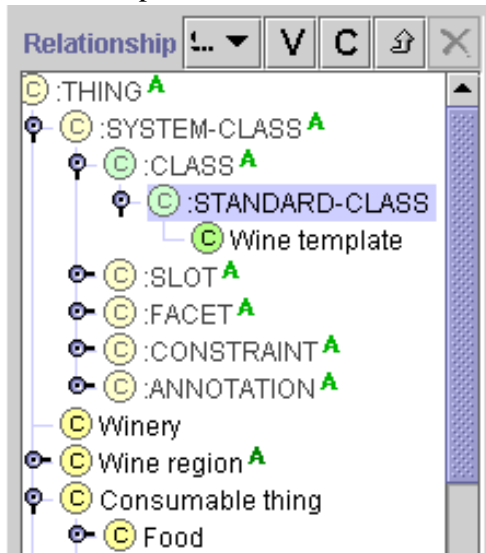 Relationship V C
C :THING A
C :SYSTEM-CLASS A
C :CLASS A
C :STANDARD-CLASS
C Wine template
C :SLOT A
C :FACET A
C :CONSTRAINT A
C :ANNOTATION A
C Winery
C Wine region A
C Consumable thing
C Food